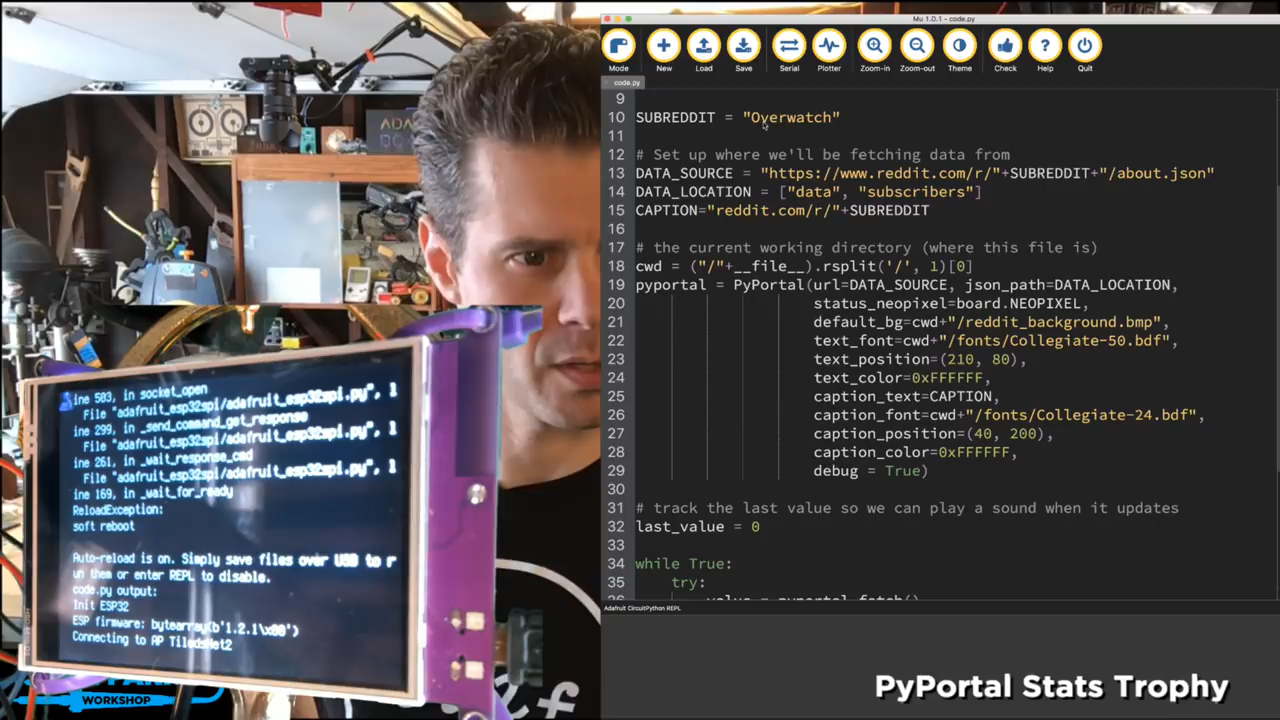 Mu 1.0.1 - code.py
Mode
New
Load
Save
Serial
Plotter
Zoom-in
Zoom-out
Theme
Check
Help
Quit
code.py
9
10 SUBREDDIT = "Overwatch"
11
12 # Set up where we'll be fetching data from
13 DATA_SOURCE = "https://www.reddit.com/r/"+SUBREDDIT+"/about.json"
14 DATA_LOCATION = ["data", "subscribers"]
15 CAPTION="reddit.com/r/"+SUBREDDIT
16
17 # the current working directory (where this file is)
18 cwd = ("/"+__file__).rsplit('/', 1)[0]
19 pyportal = PyPortal(url=DATA_SOURCE, json_path=DATA_LOCATION,
20 status_neopixel=board.NEOPIXEL,
21 default_bg=cwd+"/reddit_background.bmp",
22 text_font=cwd+"/fonts/Collegiate-50.bdf",
23 text_position=(210, 80),
24 text_color=0xFFFFFF,
25 caption_text=CAPTION,
26 caption_font=cwd+"/fonts/Collegiate-24.bdf",
27 caption_position=(40, 200),
28 caption_color=0xFFFFFF,
29 debug = True)
30
31 # track the last value so we can play a sound when it updates
32 last_value = 0
33
34 while True:
35 try:
Adafruit CircuitPython REPL
ine 503, in socket_open
File "adafruit_esp32spi/adafruit_esp32spi.py", l
ine 299, in _send_command_get_response
File "adafruit_esp32spi/adafruit_esp32spi.py", l
ine 261, in _wait_response_cmd
File "adafruit_esp32spi/adafruit_esp32spi.py", l
ine 169, in _wait_for_ready
ReloadException:
soft reboot
Auto-reload is on. Simply save files over USB to r
un them or enter REPL to disable.
code.py output:
Init ESP32
ESP firmware: bytearray(b'1.2.1\x00')
Connecting to AP TiledsNet2
WORKSHOP
PyPortal Stats Trophy